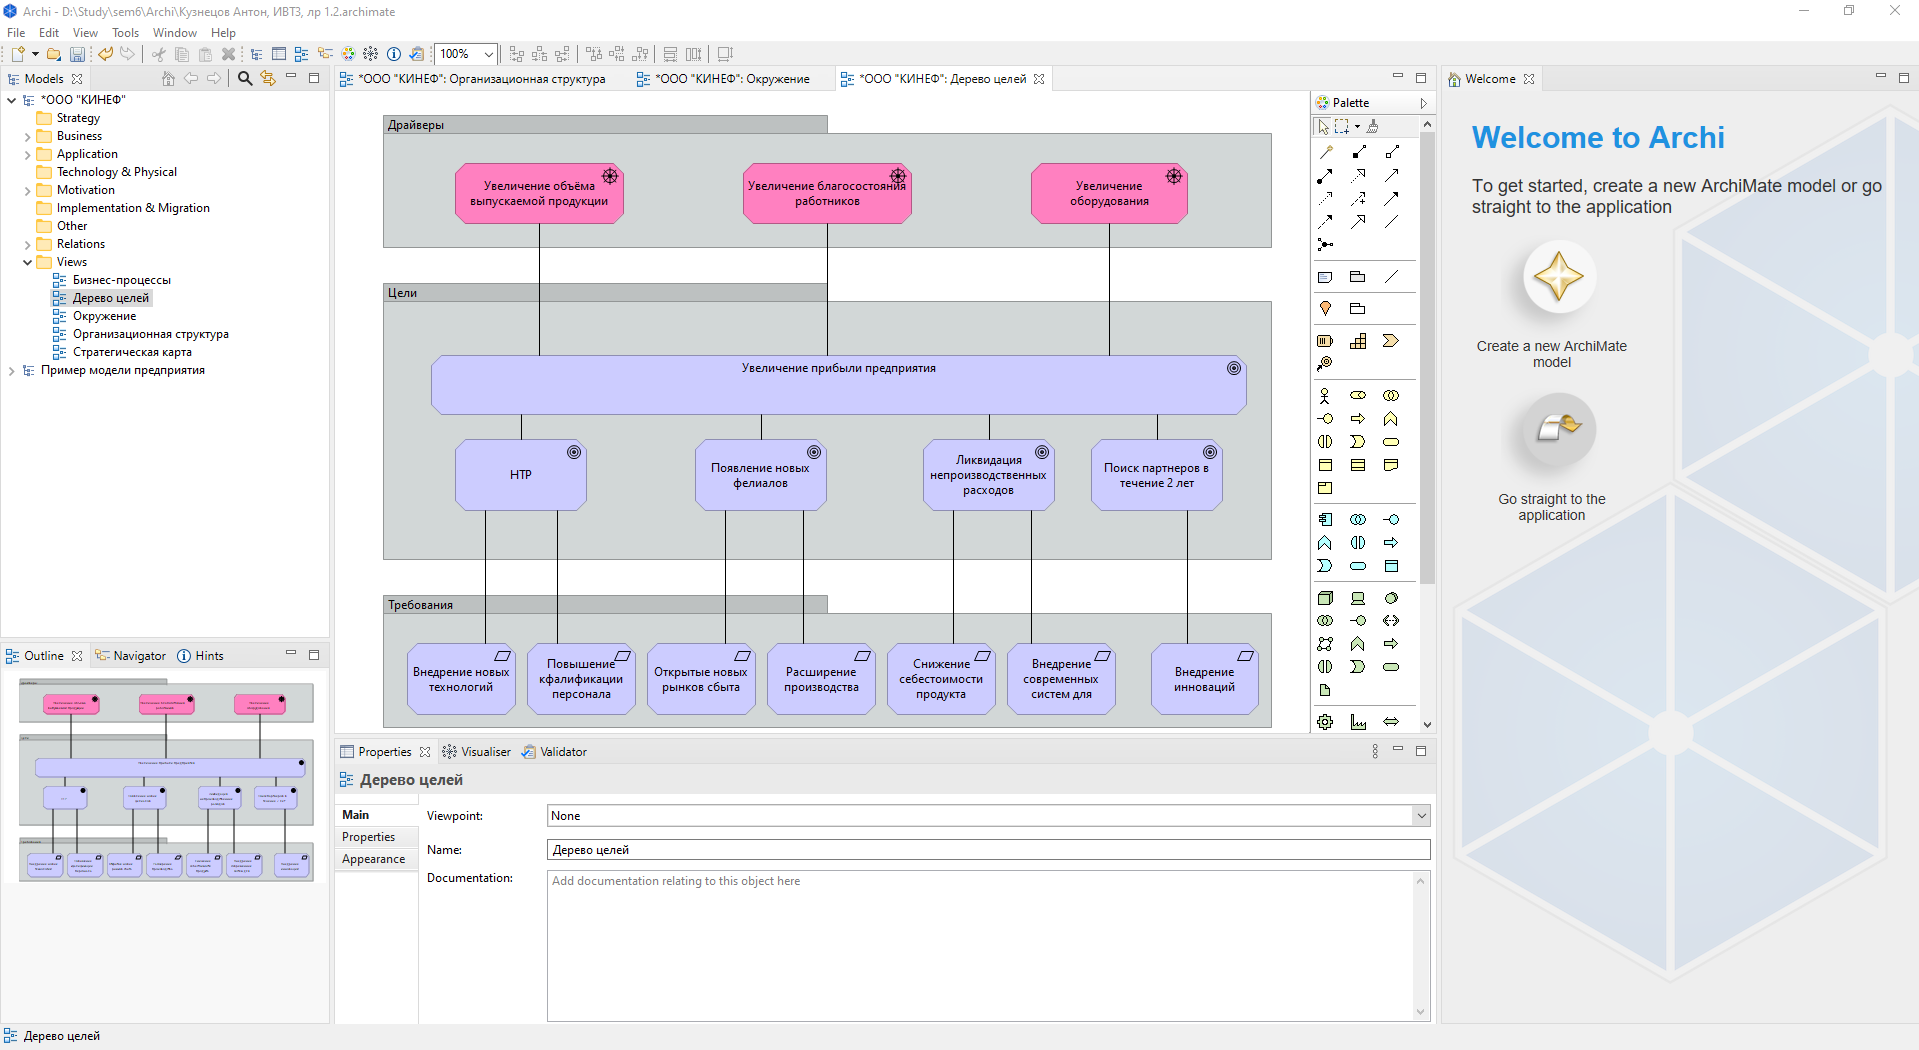 Archi - D:\Study\sem6\Archi\Кузнецов Антон, ИВТЗ, лр 1.2.archimate
File Edit View Tools Window Help
100%
Models
*ООО "КИНЕФ"
Strategy
Business
Application
Technology & Physical
Motivation
Implementation & Migration
Other
Relations
Views
Бизнес-процессы
Дерево целей
Окружение
Организационная структура
Стратегическая карта
Пример модели предприятия
*ООО "КИНЕФ": Организационная структура
*ООО "КИНЕФ": Окружение
*ООО "КИНЕФ": Дерево целей
Драйверы
Увеличение объёма
выпускаемой продукции
Увеличение благосостояния
работников
Увеличение
оборудования
Цели
Увеличение прибыли предприятия
НТР
Появление новых
фелиалов
Ликвидация
непроизводственных
расходов
Поиск партнеров в
течение 2 лет
Требования
Внедрение новых
технологий
Повышение
кфалификации
персонала
Открытые новых
рынков сбыта
Расширение
производства
Снижение
себестоимости
продукта
Внедрение
современных
систем для
Внедрение
инноваций
Palette
Welcome
Welcome to Archi
To get started, create a new ArchiMate model or go
straight to the application
Create a new ArchiMate
model
Go straight to the
application
Outline
Navigator
Hints
Properties
Visualiser
Validator
Дерево целей
Main
Properties
Appearance
Viewpoint:
None
Name:
Дерево целей
Documentation:
Add documentation relating to this object here
Дерево целей